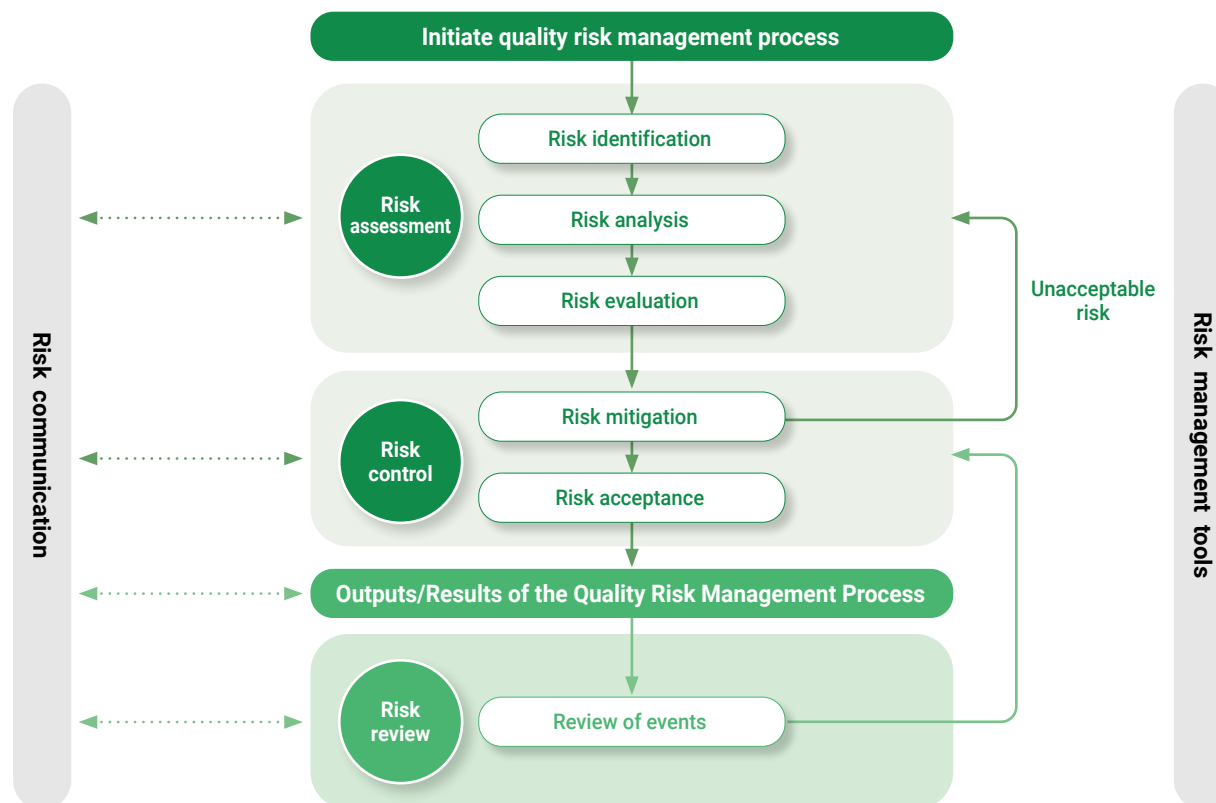 Initiate quality risk management process
Risk identification
Risk
assessment
Risk analysis
Risk evaluation
Unacceptable
risk
Risk communication
Risk management tools
Risk mitigation
Risk
control
Risk acceptance
Outputs/Results of the Quality Risk Management Process
Risk
review
Review of events